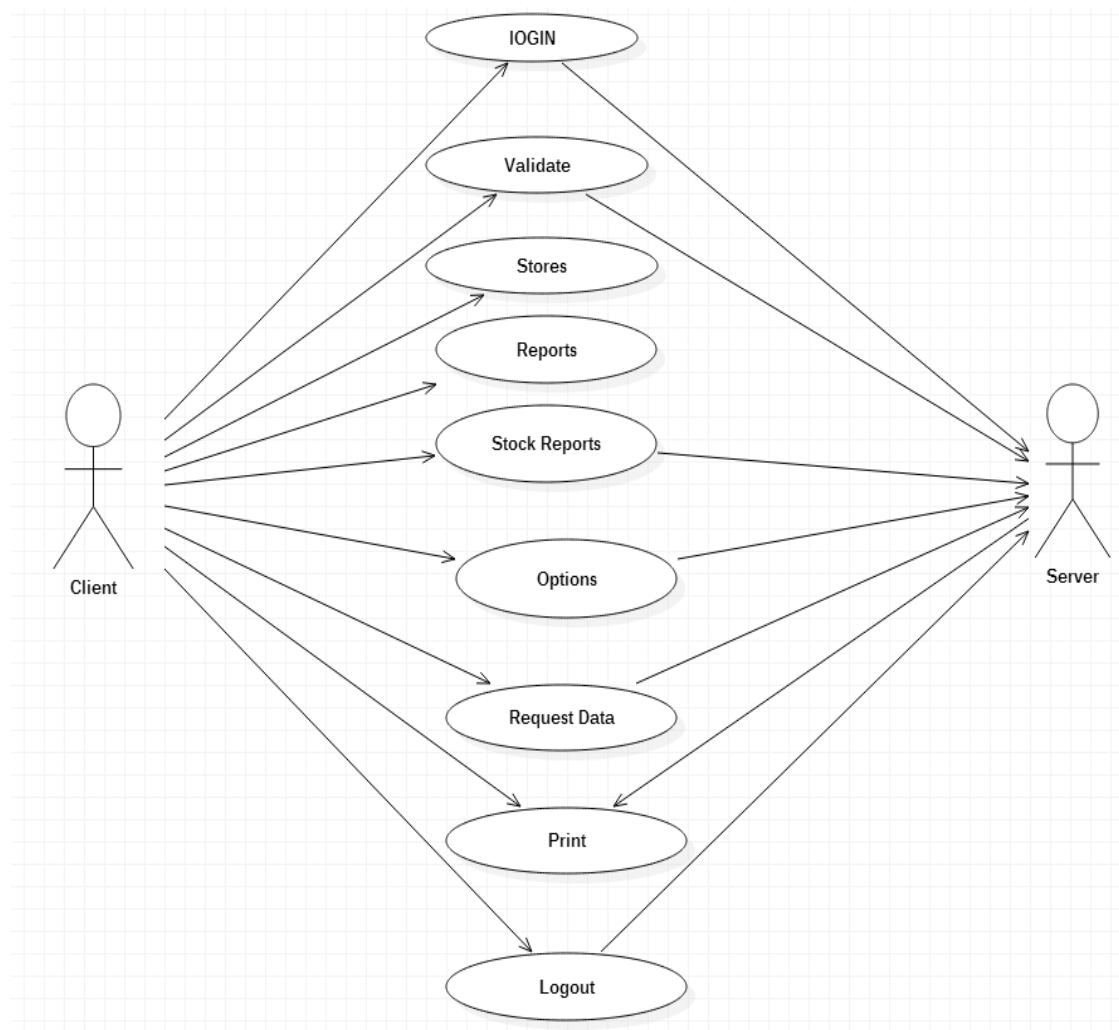 IOGIN
Validate
Stores
Reports
Stock Reports
Client
Server
Options
Request Data
Print
Logout